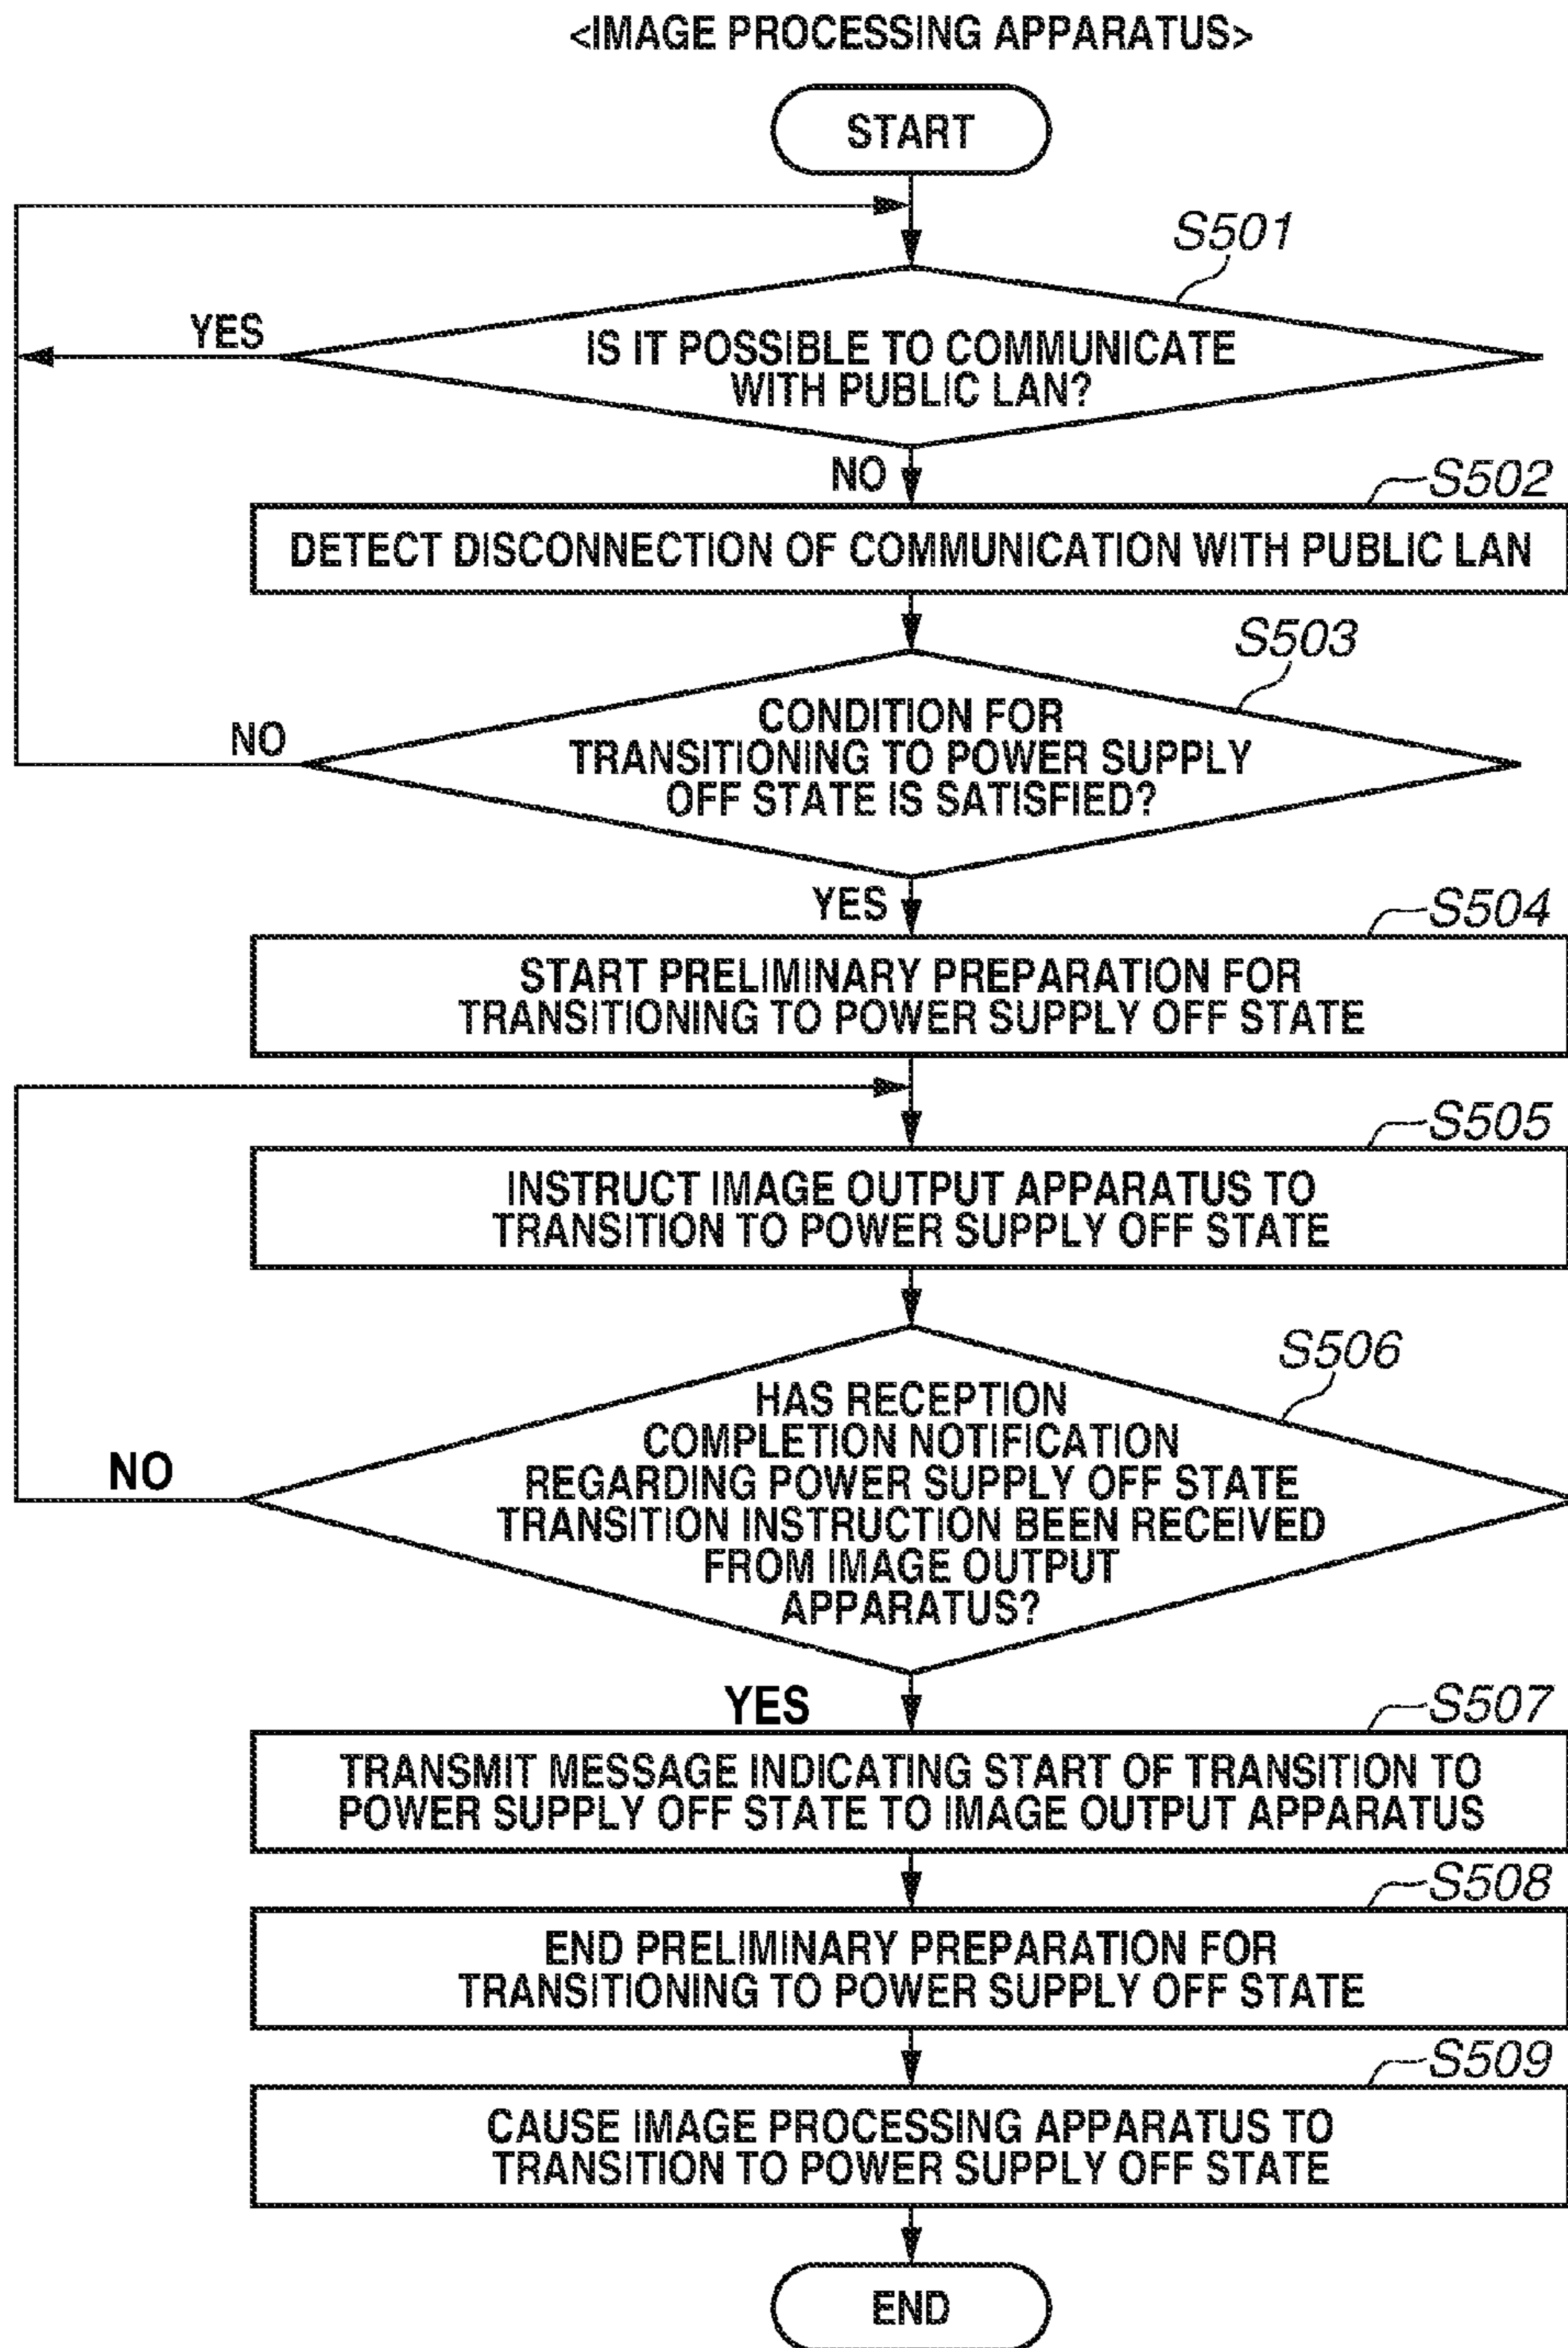 <IMAGE PROCESSING APPARATUS>
START
S501
YES
IS IT POSSIBLE TO COMMUNICATE
WITH PUBLIC LAN?
NO
S502
DETECT DISCONNECTION OF COMMUNICATION WITH PUBLIC LAN
S503
NO
CONDITION FOR
TRANSITIONING TO POWER SUPPLY
OFF STATE IS SATISFIED?
YES
S504
START PRELIMINARY PREPARATION FOR
TRANSITIONING TO POWER SUPPLY OFF STATE
S505
INSTRUCT IMAGE OUTPUT APPARATUS TO
TRANSITION TO POWER SUPPLY OFF STATE
S506
NO
HAS RECEPTION
COMPLETION NOTIFICATION
REGARDING POWER SUPPLY OFF STATE
TRANSITION INSTRUCTION BEEN RECEIVED
FROM IMAGE OUTPUT
APPARATUS?
YES
S507
TRANSMIT MESSAGE INDICATING START OF TRANSITION TO
POWER SUPPLY OFF STATE TO IMAGE OUTPUT APPARATUS
S508
END PRELIMINARY PREPARATION FOR
TRANSITIONING TO POWER SUPPLY OFF STATE
S509
CAUSE IMAGE PROCESSING APPARATUS TO
TRANSITION TO POWER SUPPLY OFF STATE
END